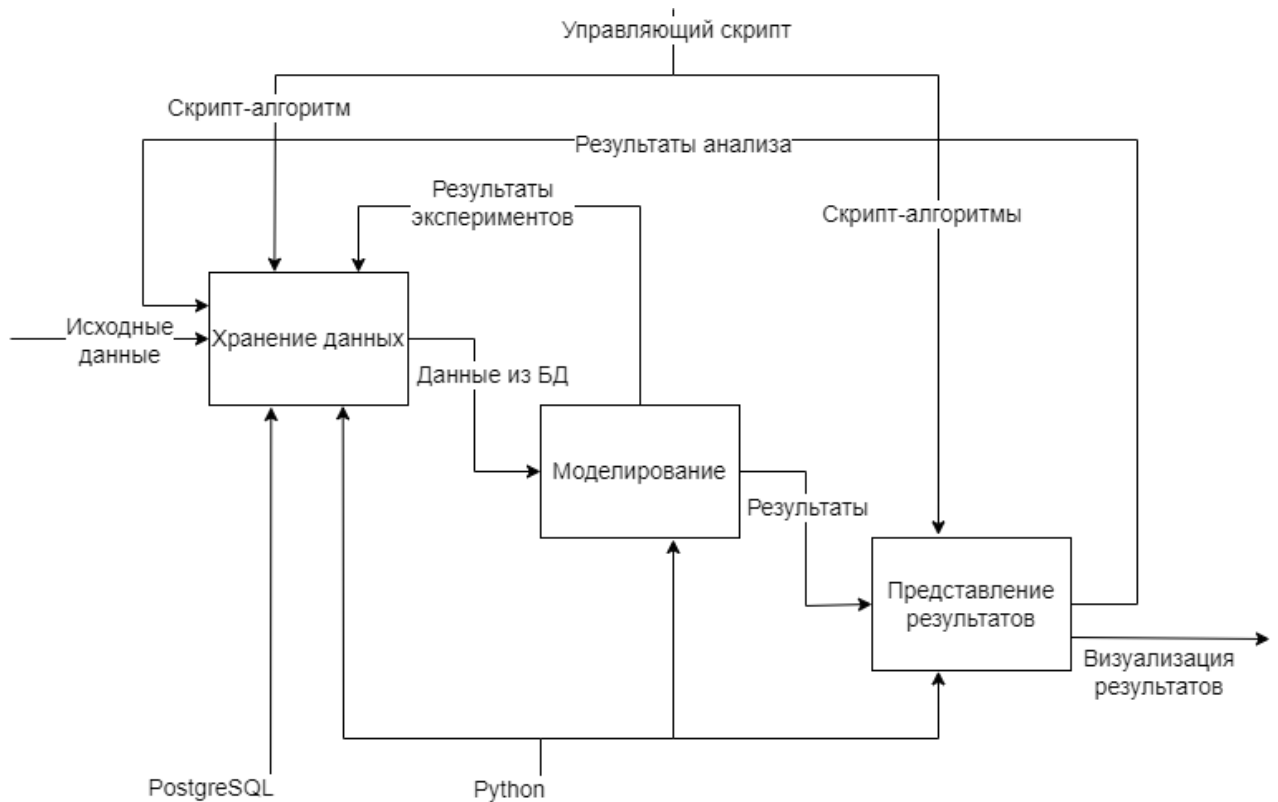 Управляющий скрипт
Скрипт-алгоритм
Результаты анализа
Результаты
экспериментов
Скрипт-алгоритмы
Исходные
данные
Хранение данных
Данные из БД
Моделирование
Результаты
Представление
результатов
Визуализация
результатов
PostgreSQL
Python